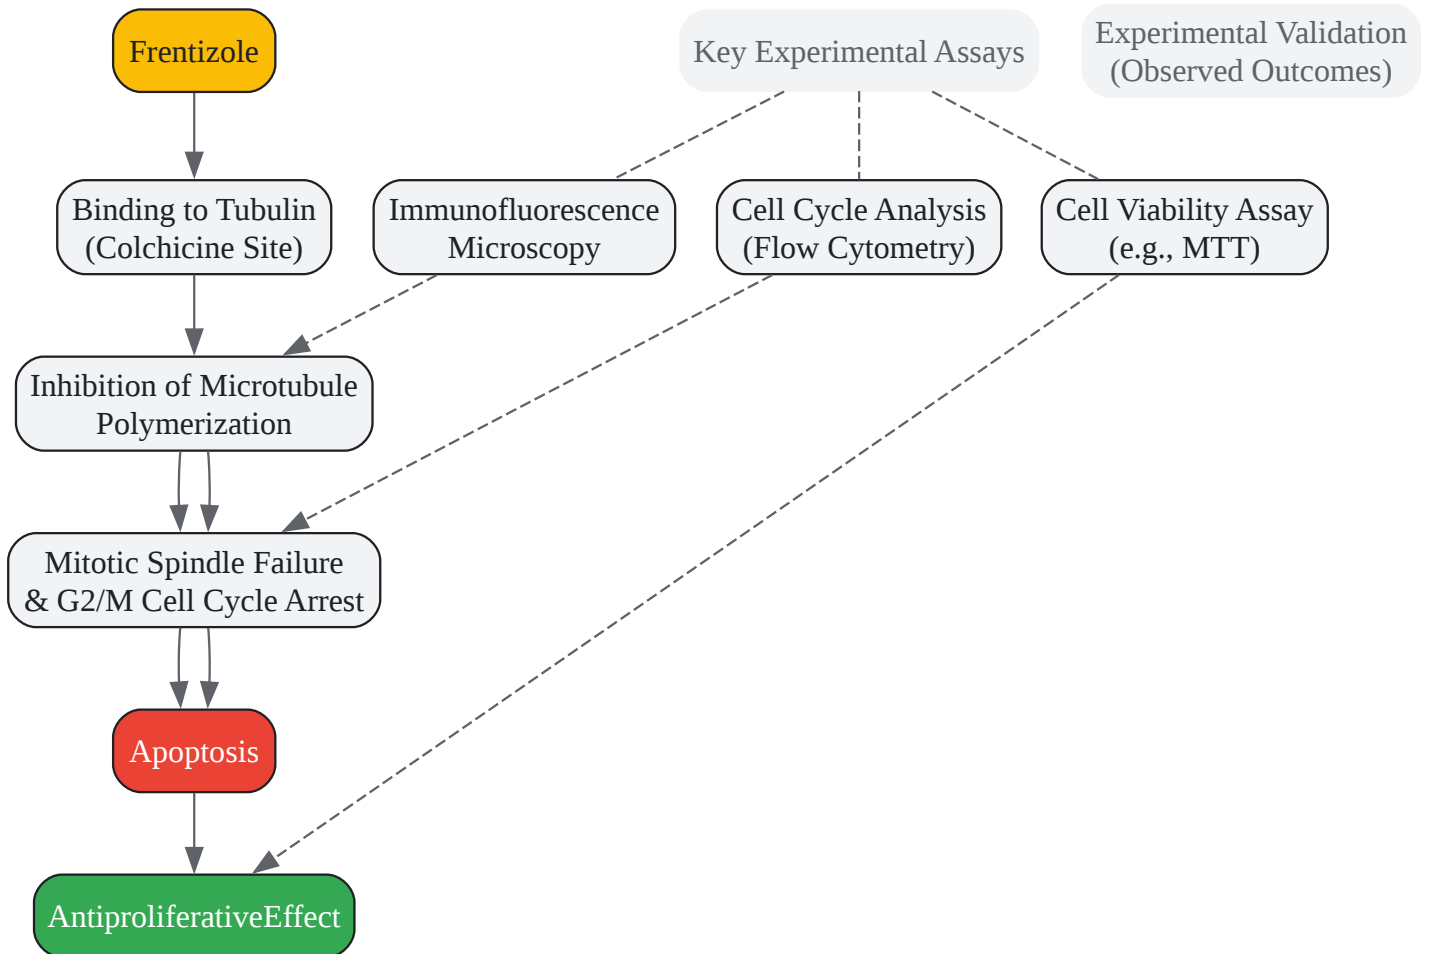 Frentizole
Key Experimental Assays
Experimental Validation
(Observed Outcomes)
Binding to Tubulin
(Colchicine Site)
Immunofluorescence
Microscopy
Cell Cycle Analysis
(Flow Cytometry)
Cell Viability Assay
(e.g., MTT)
Inhibition of Microtubule
Polymerization
Mitotic Spindle Failure
& G2/M Cell Cycle Arrest
Apoptosis
AntiproliferativeEffect